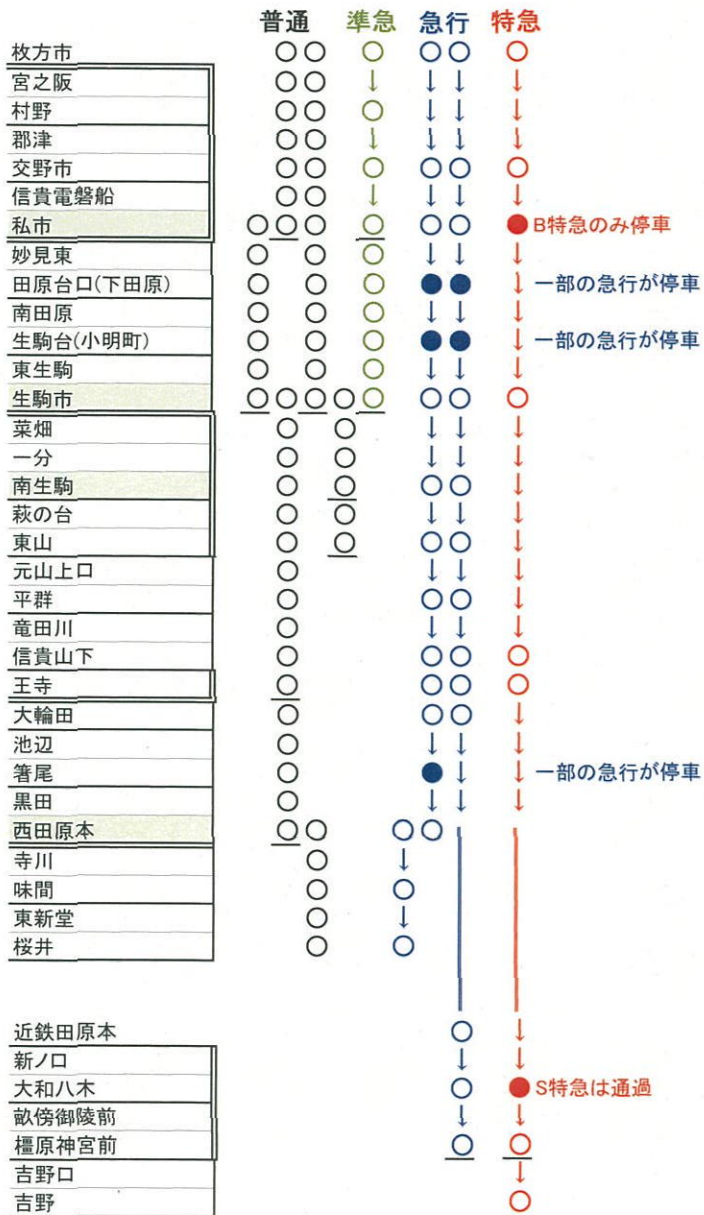 普通 準急 急行 特急
枚方市
宮之阪
村野
郡津
交野市
信貴電磐船
私市 B特急のみ停車
妙見東
田原台口(下田原) 一部の急行が停車
南田原
生駒台(小明町) 一部の急行が停車
東生駒
生駒市
菜畑
一分
南生駒
萩の台
東山
元山上口
平群
竜田川
信貴山下
王寺
大輪田
池辺
箸尾 一部の急行が停車
黒田
西田原本
寺川
味間
東新堂
桜井
近鉄田原本
新ノ口
大和八木 S特急は通過
畝傍御陵前
橿原神宮前
吉野口
吉野